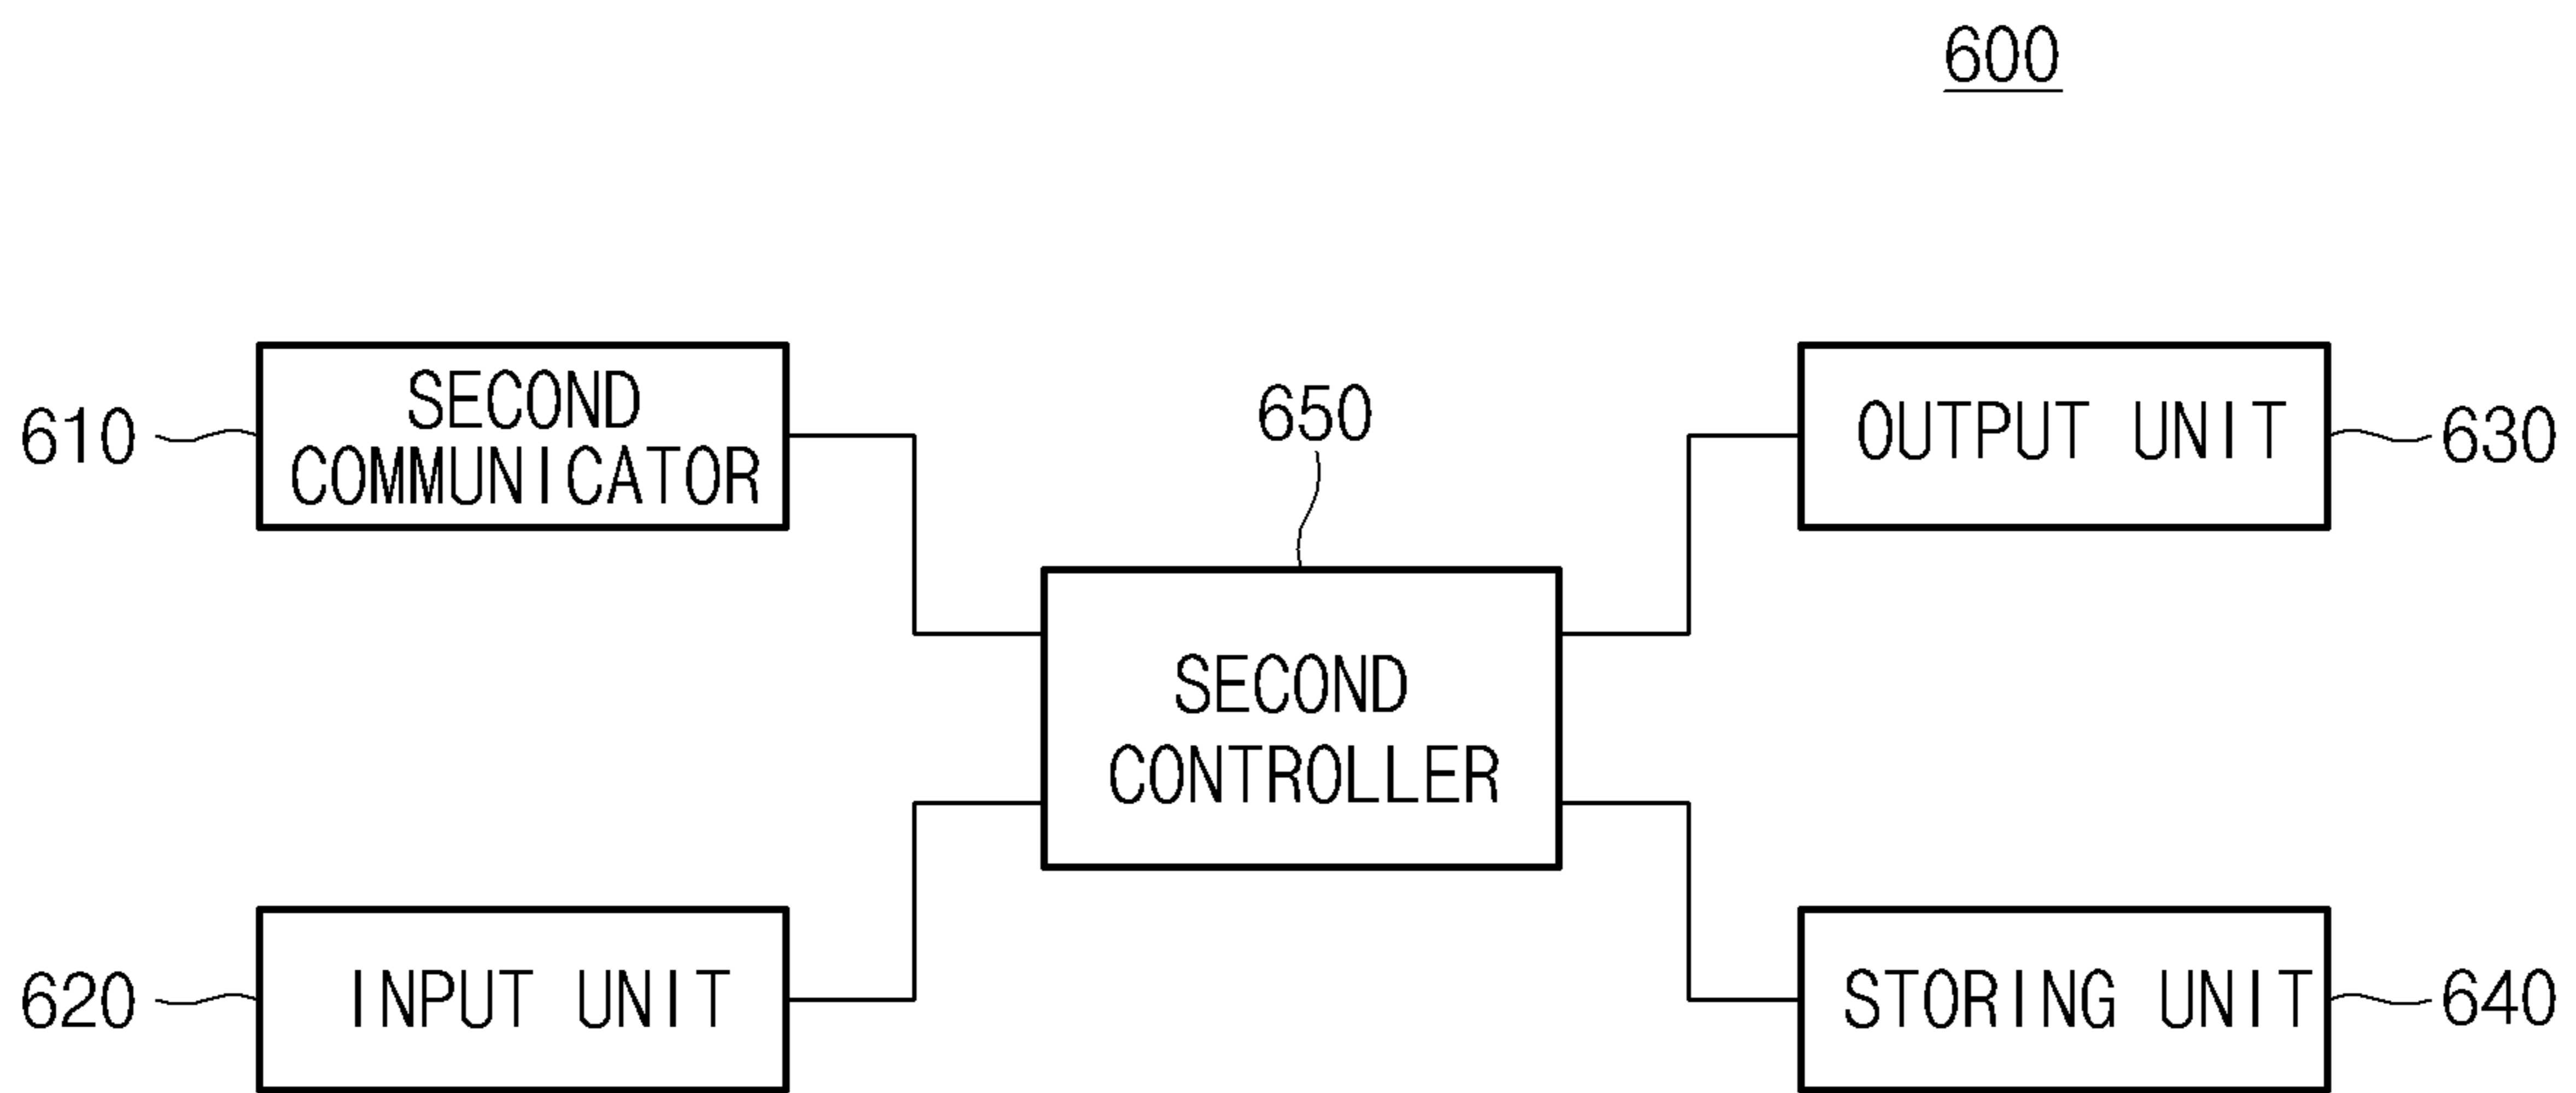 600
610
SECOND
COMMUNICATOR
650
OUTPUT UNIT
630
SECOND
CONTROLLER
620
INPUT UNIT
STORING UNIT
640